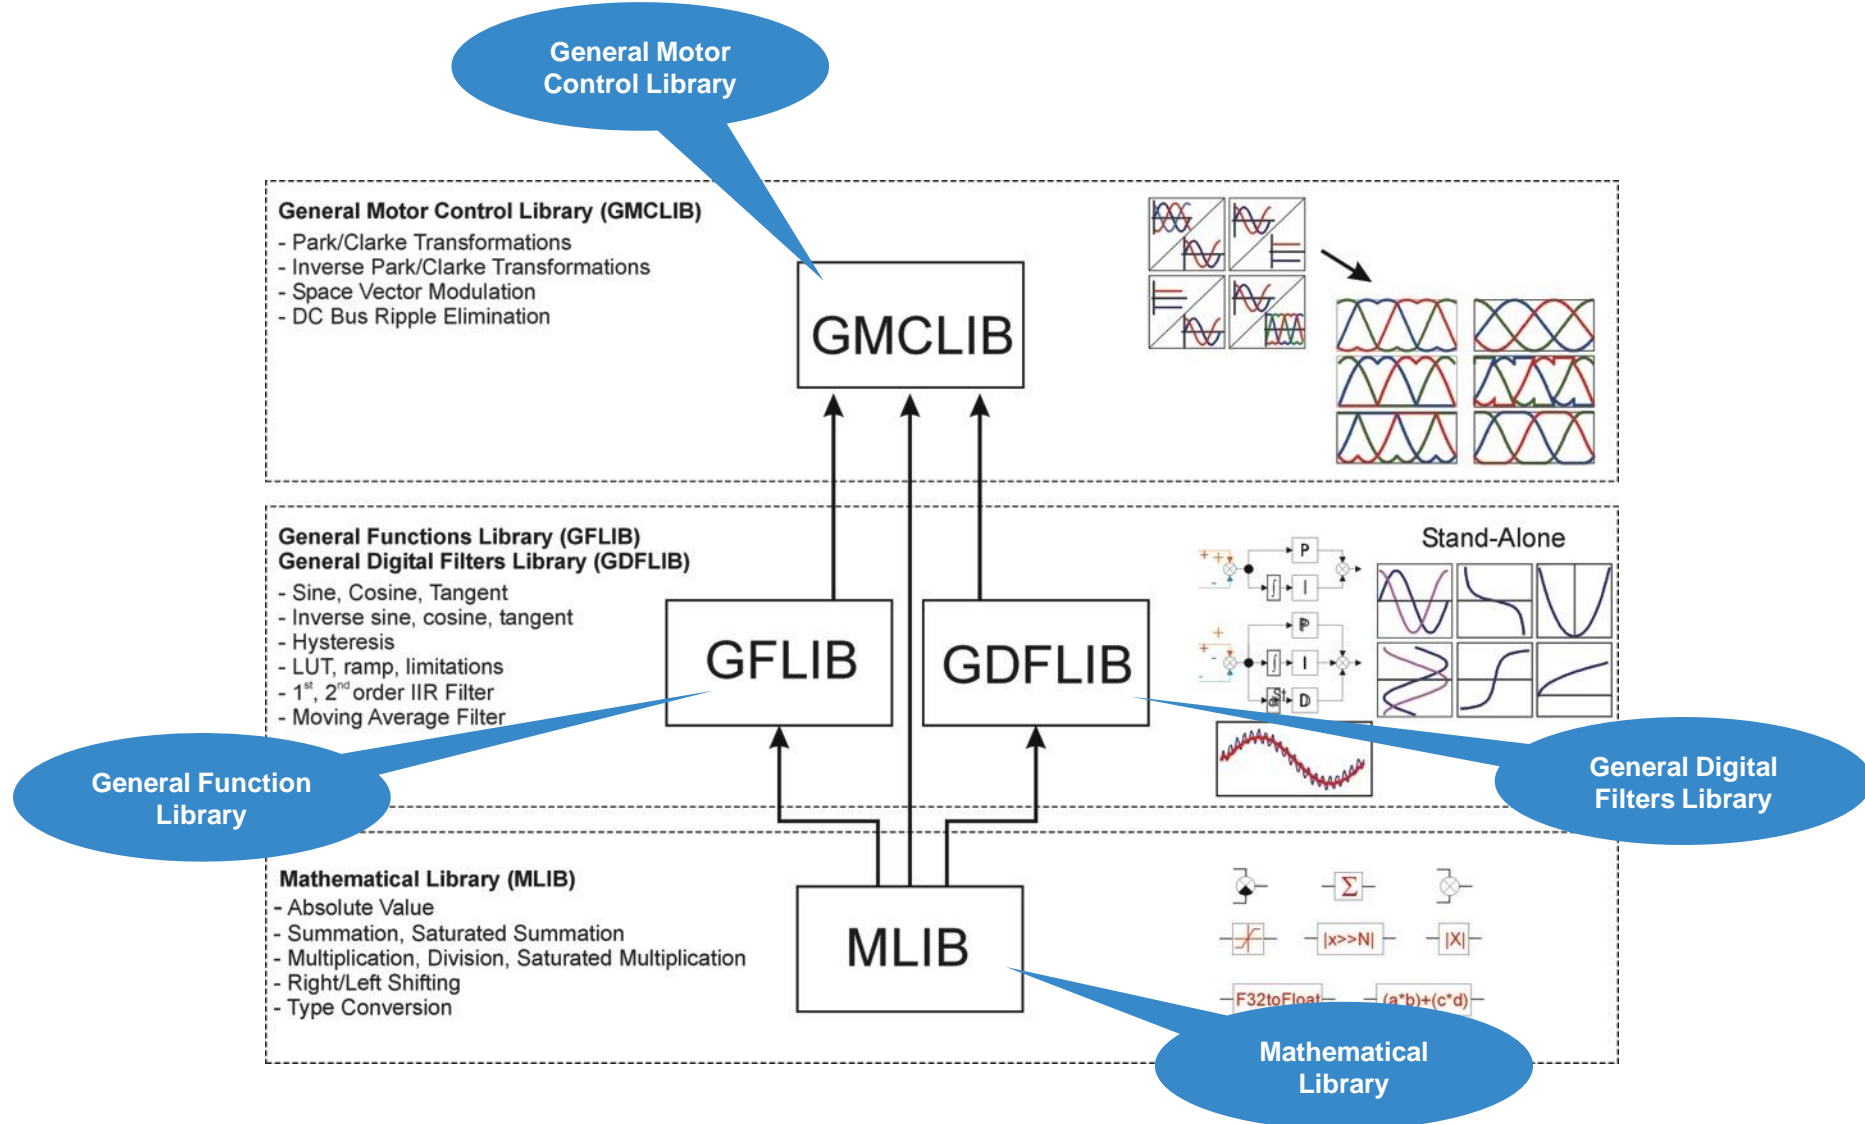 General Motor
Control Library
General Motor Control Library (GMCLIB)
- Park/Clarke Transformations
- Inverse Park/Clarke Transformations
- Space Vector Modulation
- DC Bus Ripple Elimination
GMCLIB
General Functions Library (GFLIB)
General Digital Filters Library (GDFLIB)
- Sine, Cosine, Tangent
- Inverse sine, cosine, tangent
- Hysteresis
- LUT, ramp, limitations
- 1st, 2nd order IIR Filter
- Moving Average Filter
GFLIB
GDFLIB
Stand-Alone
+ +
-
P
∫ I
+
+
-
-
P
∫ I
D
General Function
Library
General Digital
Filters Library
Mathematical Library (MLIB)
- Absolute Value
- Summation, Saturated Summation
- Multiplication, Division, Saturated Multiplication
- Right/Left Shifting
- Type Conversion
MLIB
Σ
|x>>N|
|X|
F32toFloat
(a*b)+(c*d)
Mathematical
Library